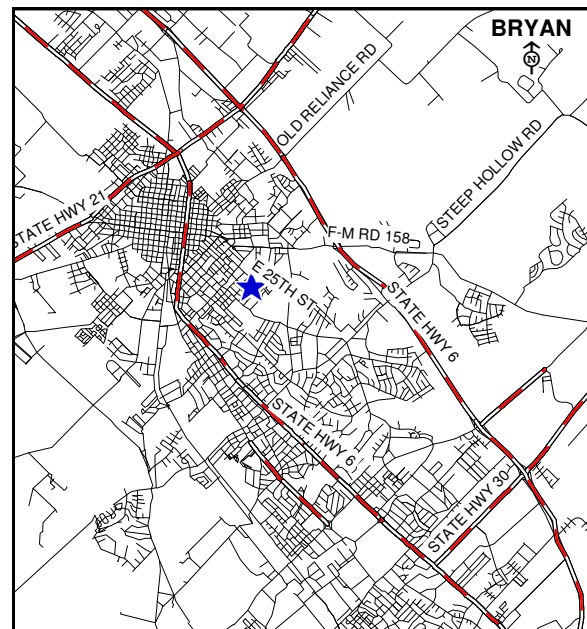 BRYAN
N
OLD RELIANCE RD
STEEP HOLLOW RD
STATE HWY 21
F-M RD 158
E 25TH ST
STATE HWY 6
STATE HWY 6
STATE HWY 30